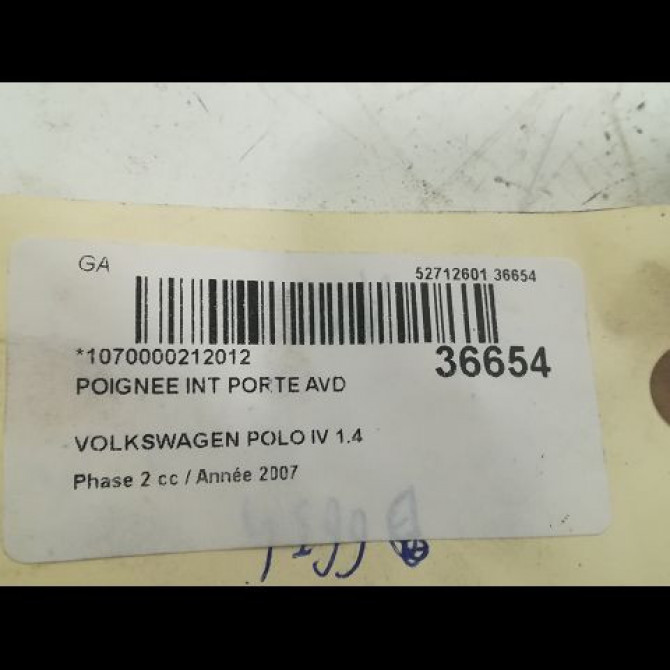 GA
52712601 36654
*1070000212012
36654
POIGNEE INT PORTE AVD
VOLKSWAGEN POLO IV 1.4
Phase 2 cc / Année 2007